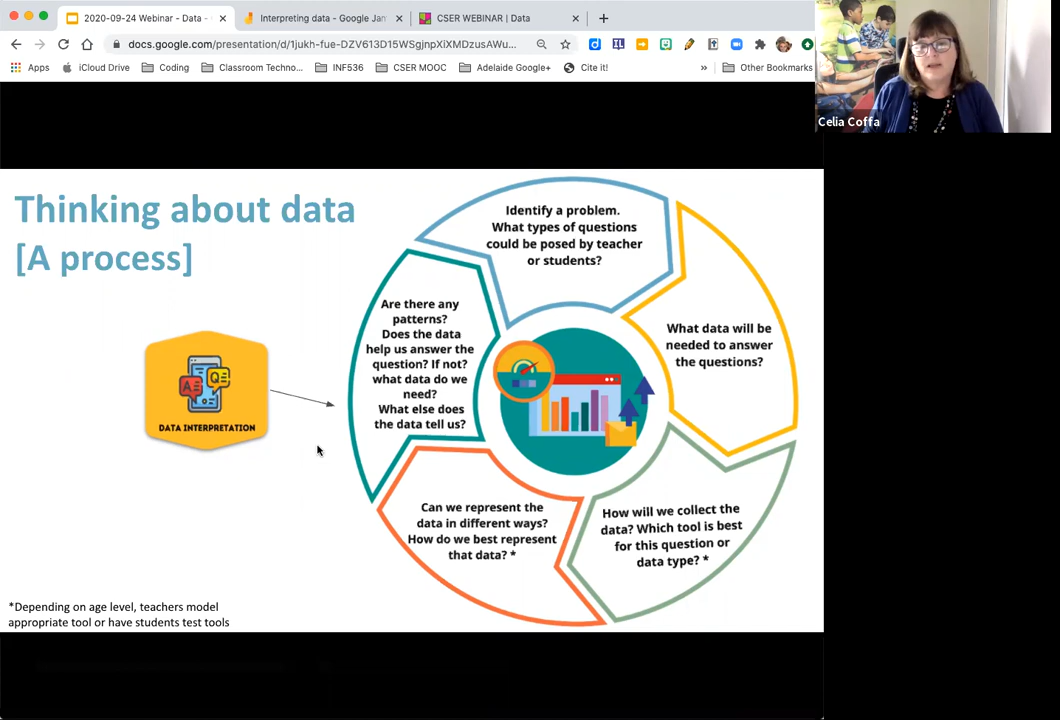 2020-09-24 Webinar - Data -
Interpreting data - Google Jam
CSER WEBINAR | Data
docs.google.com/presentation/d/1jukh-fue-DZV613D15WSgjnpXiXMDzusAWu...
Apps
iCloud Drive
Coding
Classroom Techno...
INF536
CSER MOOC
Adelaide Google+
Cite it!
»
Other Bookmarks
Celia Coffa
Thinking about data
[A process]
Identify a problem.
What types of questions
could be posed by teacher
or students?
What data will be
needed to answer
the questions?
How will we collect the
data? Which tool is best
for this question or
data type? *
Can we represent the
data in different ways?
How do we best represent
that data? *
Are there any
patterns?
Does the data
help us answer the
question? If not?
what data do we
need?
What else does
the data tell us?
A
Q
DATA INTERPRETATION
*Depending on age level, teachers model
appropriate tool or have students test tools